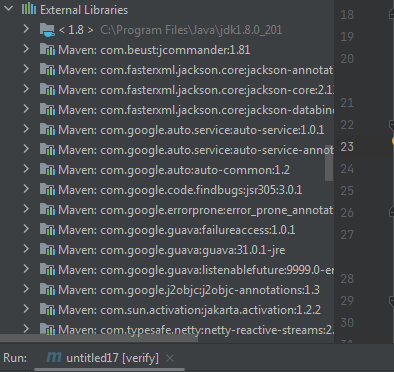 External Libraries
< 1.8 > C:\Program Files\Java\jdk1.8.0_201
Maven: com.beust:jcommander:1.81
Maven: com.fasterxml.jackson.core:jackson-annotat
Maven: com.fasterxml.jackson.core:jackson-core:2.1
Maven: com.fasterxml.jackson.core:jackson-databind
Maven: com.google.auto.service:auto-service:1.0.1
Maven: com.google.auto.service:auto-service-annot
Maven: com.google.auto:auto-common:1.2
Maven: com.google.code.findbugs:jsr305:3.0.1
Maven: com.google.errorprone:error_prone_annotat
Maven: com.google.guava:failureaccess:1.0.1
Maven: com.google.guava:guava:31.0.1-jre
Maven: com.google.guava:listenablefuture:9999.0-em
Maven: com.google.j2objc:j2objc-annotations:1.3
Maven: com.sun.activation:jakarta.activation:1.2.2
Maven: com.typesafe.netty:netty-reactive-streams:2.
18
19
20
21
22
23
24
25
26
27
28
29
30
31
Run: m untitled17 [verify] ×